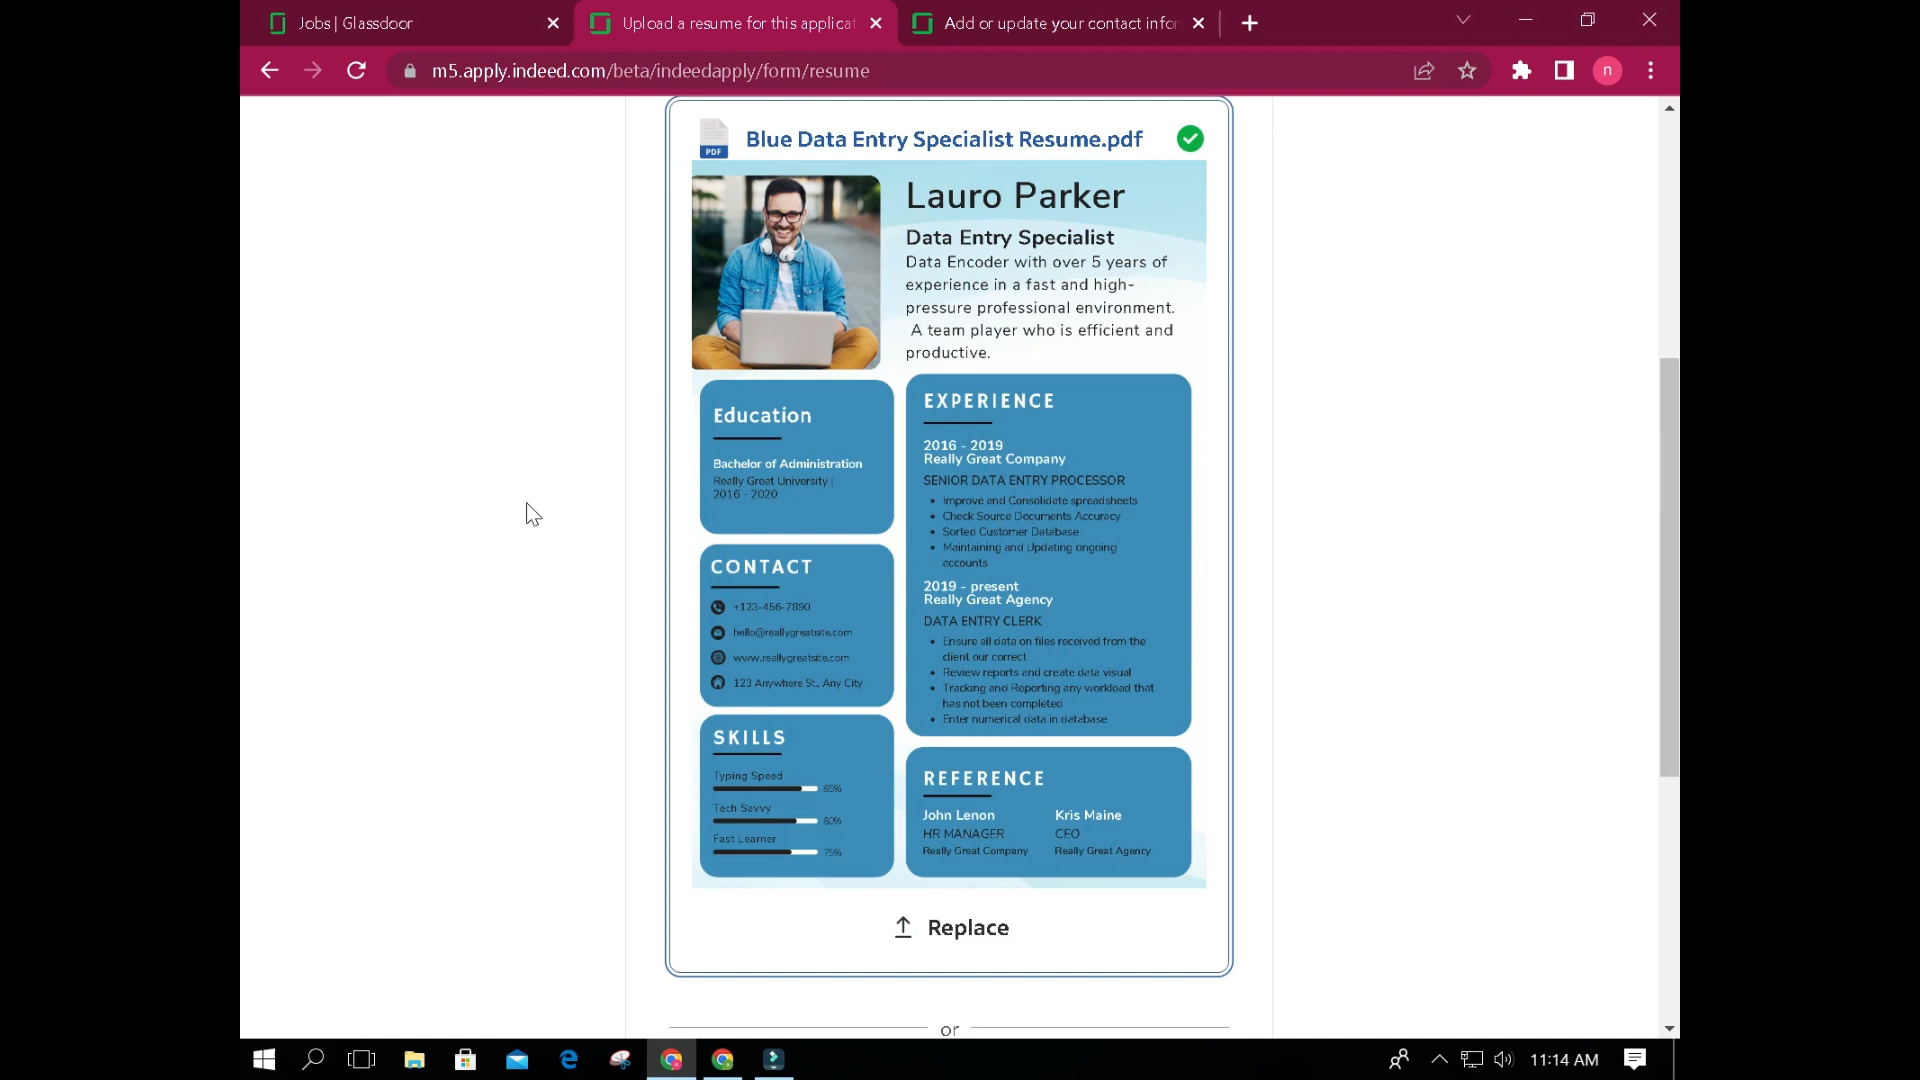 Jobs | Glassdoor
Upload a resume for this applicat
Add or update your contact infor
m5.apply.indeed.com/beta/indeedapply/form/resume
n
PDF
Blue Data Entry Specialist Resume.pdf
Lauro Parker
Data Entry Specialist
Data Encoder with over 5 years of
experience in a fast and high-
pressure professional environment.
A team player who is efficient and
productive.
Education
Bachelor of Administration
Really Great University |
2016 - 2020
CONTACT
+123-456-7890
hello@reallygreatsite.com
www.reallygreatsite.com
123 Anywhere St., Any City
SKILLS
Typing Speed
85%
Tech Savvy
80%
Fast Learner
75%
EXPERIENCE
2016 - 2019
Really Great Company
SENIOR DATA ENTRY PROCESSOR
• Improve and Consolidate spreadsheets
• Check Source Documents Accuracy
• Sorted Customer Database
• Maintaining and Updating ongoing
accounts
2019 - present
Really Great Agency
DATA ENTRY CLERK
• Ensure all data on files received from the
client our correct
• Review reports and create data visual
• Tracking and Reporting any workload that
has not been completed
• Enter numerical data in database
REFERENCE
John Lenon
HR MANAGER
Really Great Company
Kris Maine
CEO
Really Great Agency
Replace
or
11:14 AM